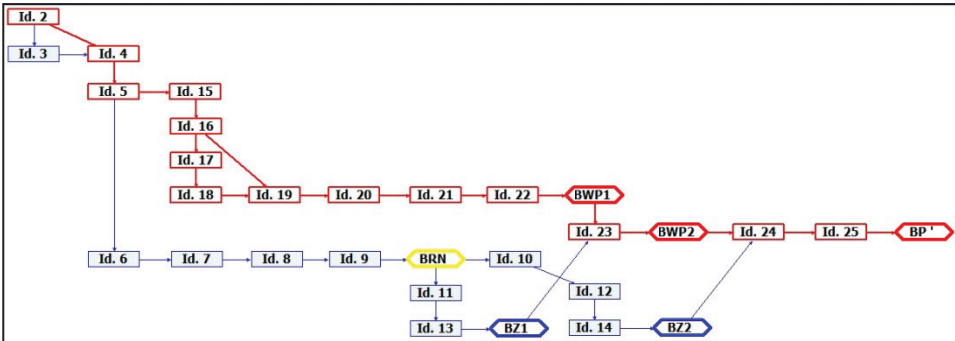 Id. 2
Id. 3
Id. 4
Id. 5
Id. 15
Id. 16
Id. 17
Id. 18
Id. 19
Id. 20
Id. 21
Id. 22
BWP1
Id. 23
BWP2
Id. 24
Id. 25
BP '
Id. 6
Id. 7
Id. 8
Id. 9
BRN
Id. 10
Id. 11
Id. 12
Id. 13
BZ1
Id. 14
BZ2